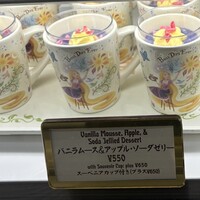 Vanilla Mousse, Apple, &
Soda Jellied Dessert
バニラムース&アップル・ソーダゼリー
¥550
with Souvenir Cup: plus ¥850
スーベニアカップ付き(プラス¥850)